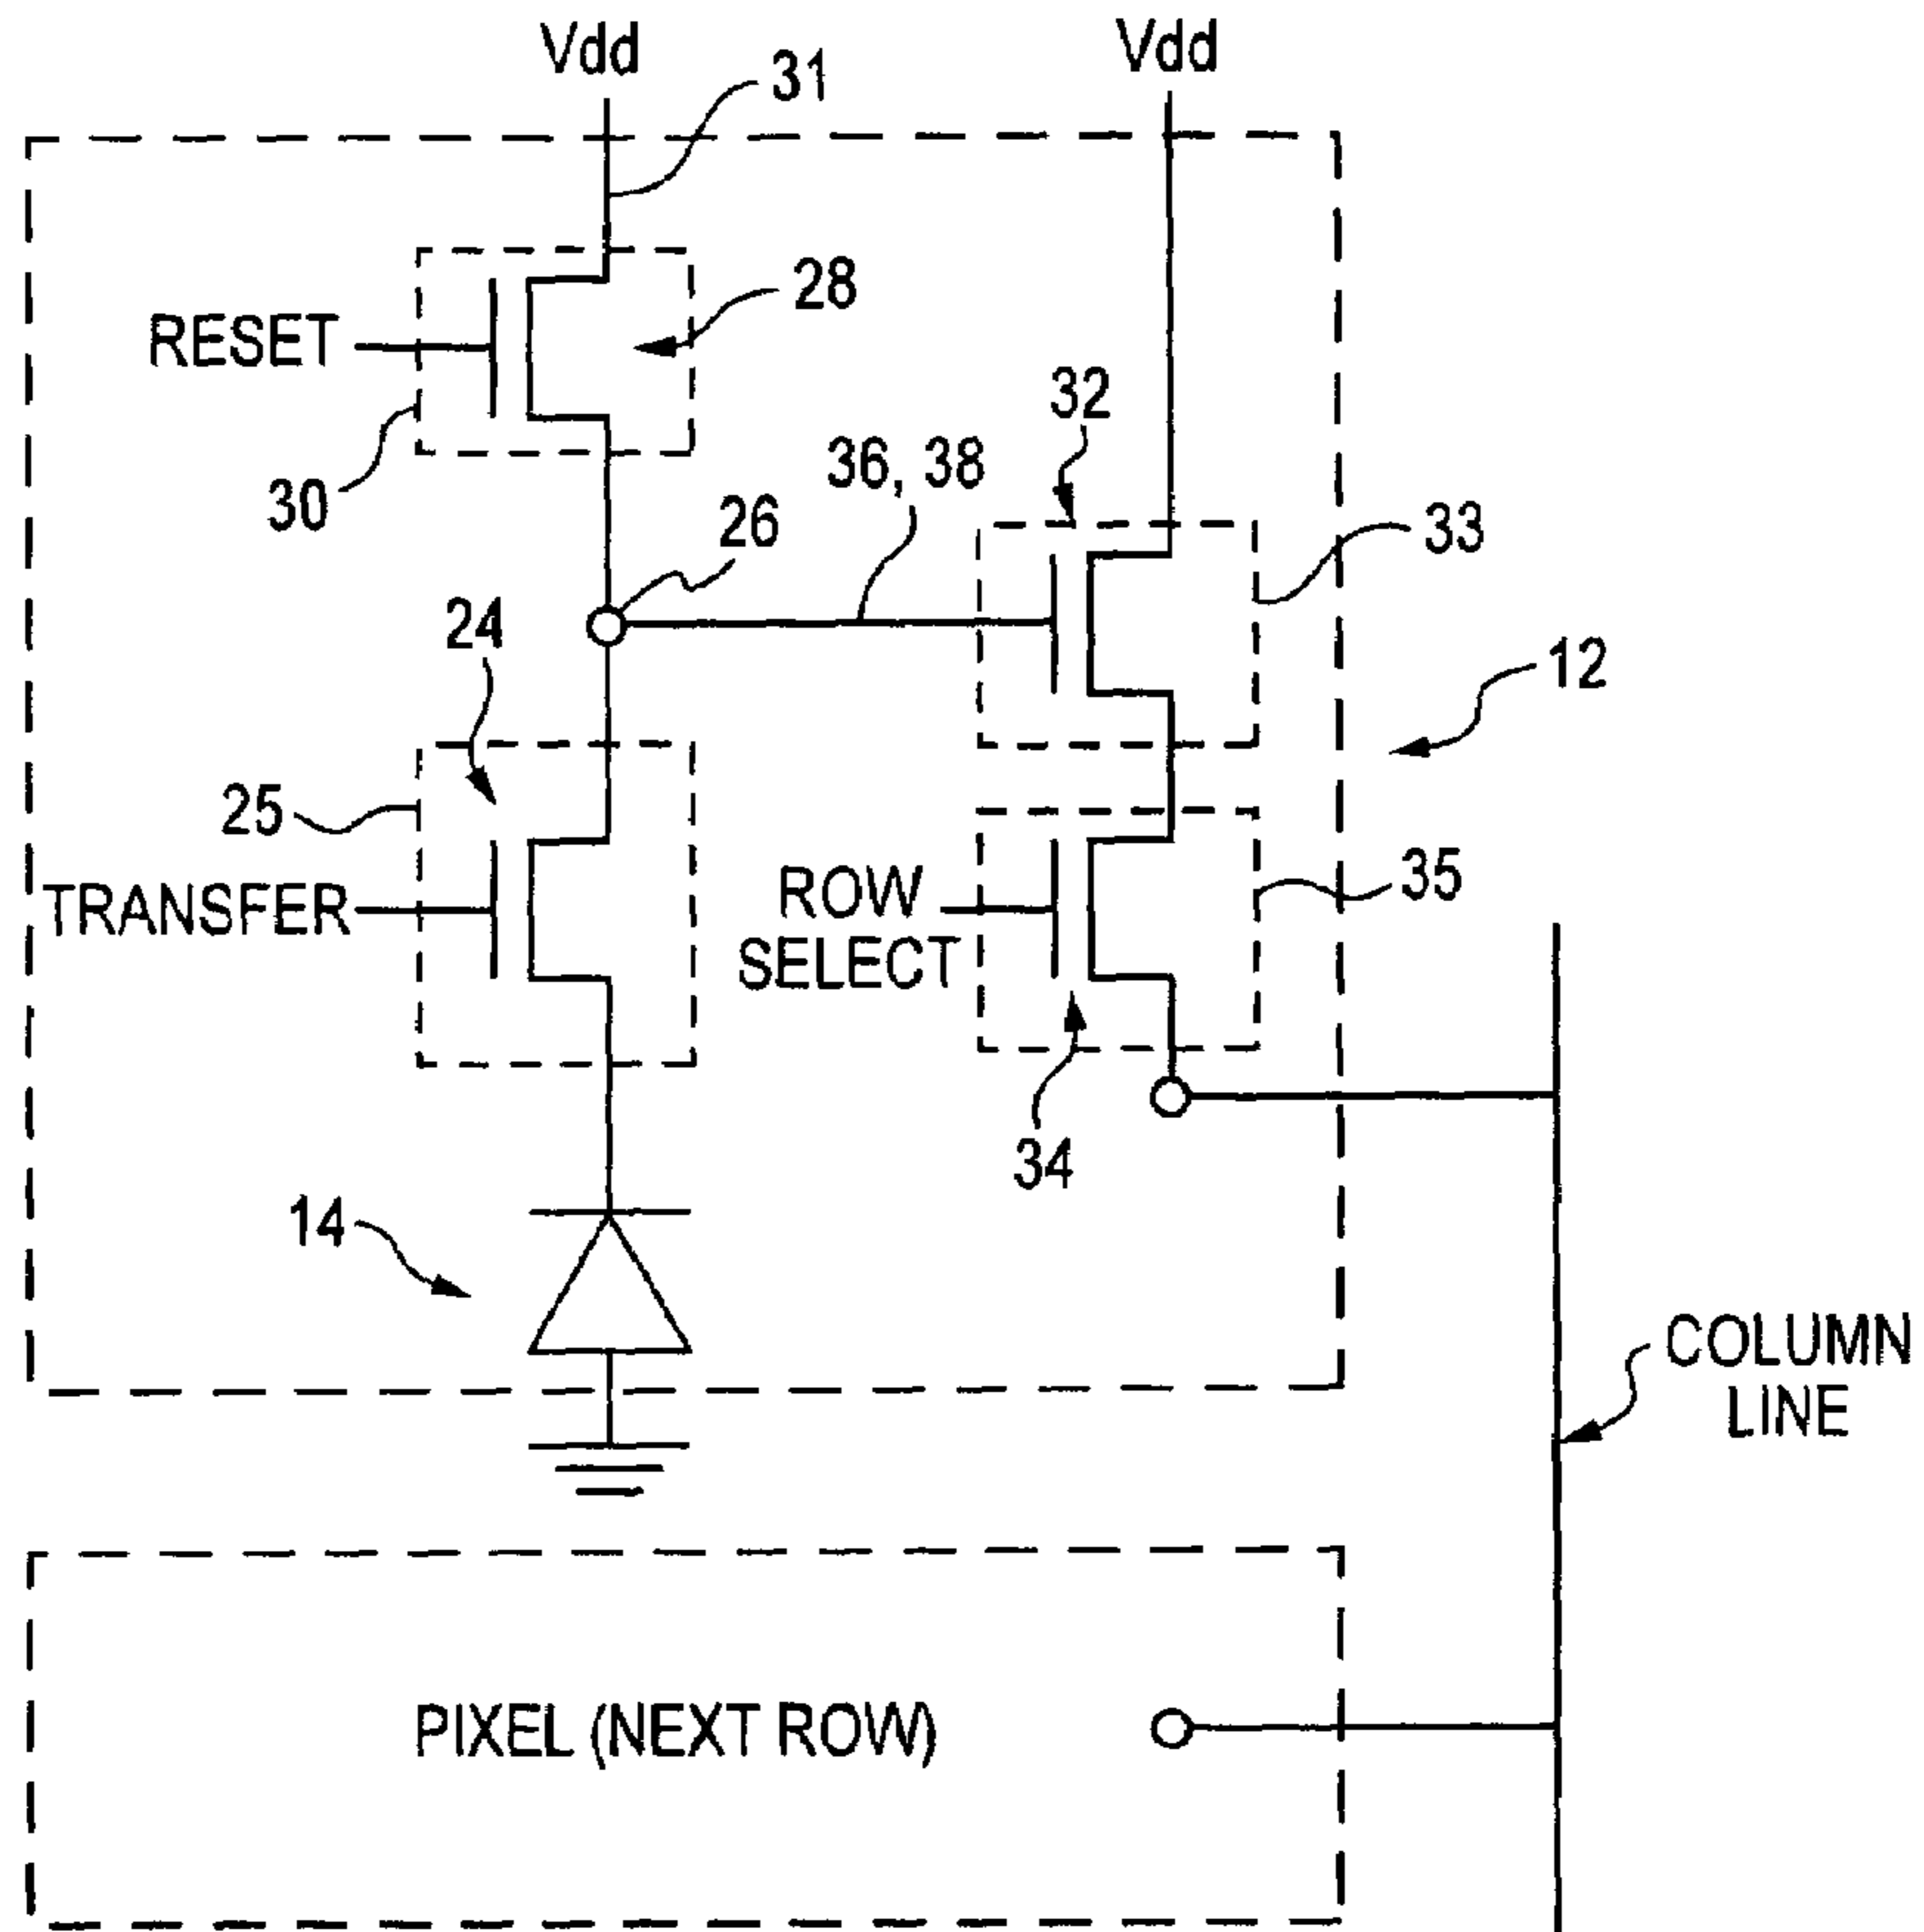 Vdd
Vdd
31
28
RESET
32
30
36, 38
26
33
24
12
25
ROW
SELECT
35
TRANSFER
34
14
COLUMN
LINE
PIXEL (NEXT ROW)